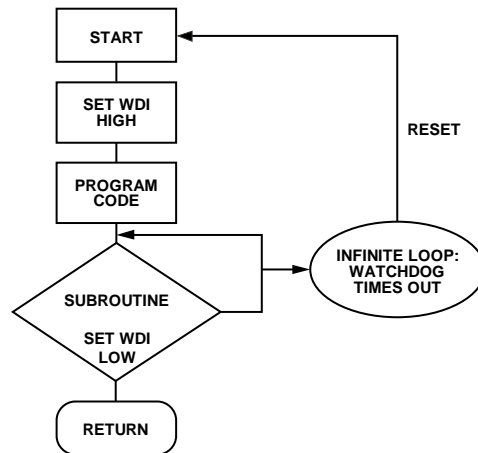 START
SET WDI
HIGH
RESET
PROGRAM
CODE
INFINITE LOOP:
WATCHDOG
TIMES OUT
SUBROUTINE
SET WDI
LOW
RETURN